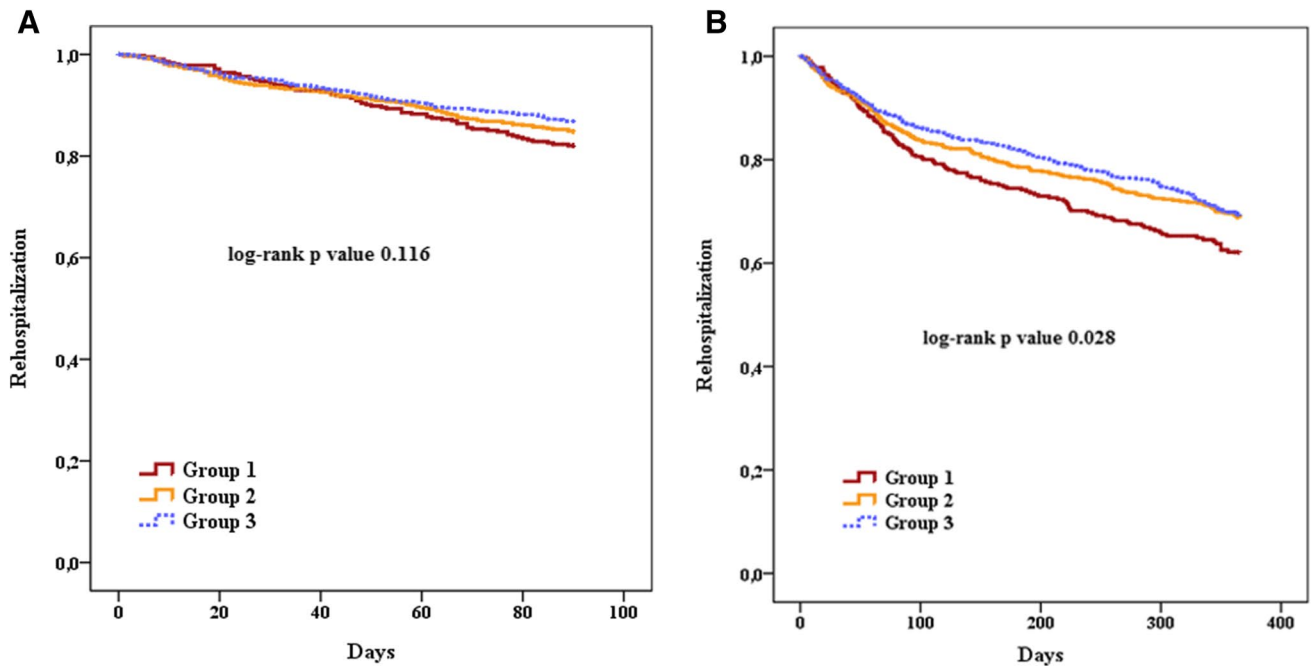 A
1,0
0,8
0,6
0,4
0,2
0,0
Rehospitalization
log-rank p value 0.116
Group 1
Group 2
Group 3
0 20 40 60 80 100
Days
B
1,0
0,8
0,6
0,4
0,2
0,0
Rehospitalization
log-rank p value 0.028
Group 1
Group 2
Group 3
0 100 200 300 400
Days